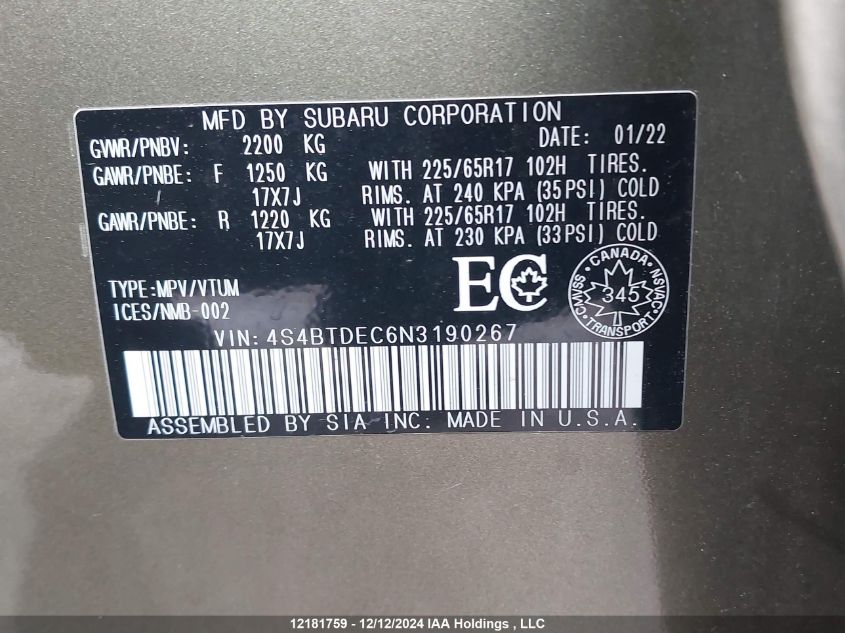 MFD BY SUBARU CORPORATION
GVWR/PNBV: 2200 KG DATE: 01/22
GAWR/PNBE: F 1250 KG WITH 225/65R17 102H TIRES.
17X7J RIMS. AT 240 KPA (35PSI) COLD
GAWR/PNBE: R 1220 KG WITH 225/65R17 102H TIRES.
17X7J RIMS. AT 230 KPA (33PSI) COLD
TYPE:MPV/VTUM
ICES/NMB-002
EC
CANADA
CMVSS 345 NSVAC
TRANSPORT
VIN: 4S4BTDEC6N3190267
ASSEMBLED BY SIA INC. MADE IN U.S.A.
12181759 - 12/12/2024 IAA Holdings , LLC